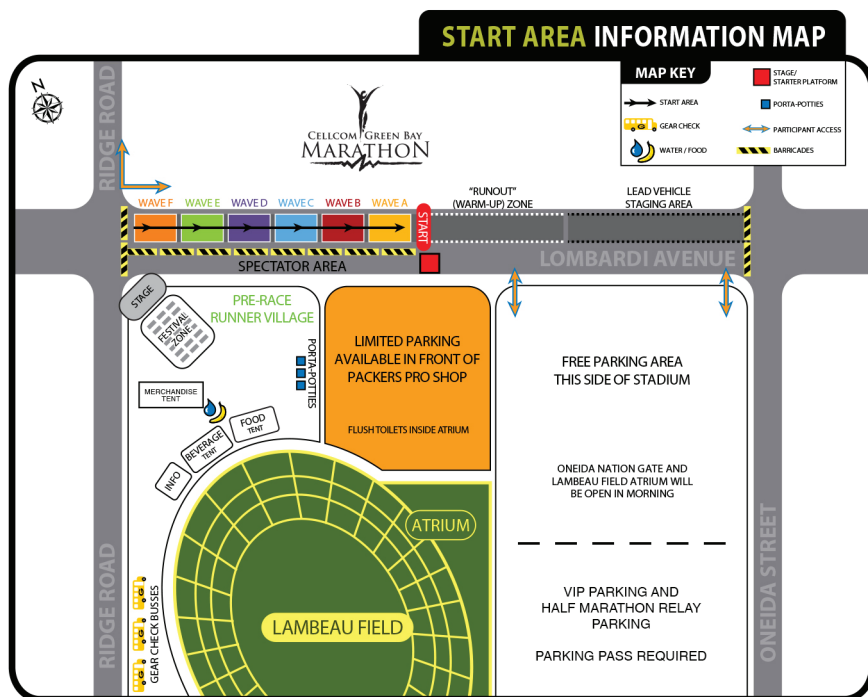 START AREA INFORMATION MAP
MAP KEY
START AREA
GEAR CHECK
WATER / FOOD
STAGE/
STARTER PLATFORM
PORTA-POTTIES
PARTICIPANT ACCESS
BARRICADES
N
CELLCOM GREEN BAY
MARATHON
RIDGE ROAD
WAVE F
WAVE E
WAVE D
WAVE C
WAVE B
WAVE A
START
"RUNOUT"
(WARM-UP) ZONE
LEAD VEHICLE
STAGING AREA
SPECTATOR AREA
LOMBARDI AVENUE
STAGE
FESTIVAL
ZONE
PRE-RACE
RUNNER VILLAGE
PORTA-POTTIES
MERCHANDISE
TENT
FOOD
TENT
BEVERAGE
TENT
INFO
LIMITED PARKING
AVAILABLE IN FRONT OF
PACKERS PRO SHOP
FLUSH TOILETS INSIDE ATRIUM
FREE PARKING AREA
THIS SIDE OF STADIUM
ONEIDA NATION GATE AND
LAMBEAU FIELD ATRIUM WILL
BE OPEN IN MORNING
ATRIUM
LAMBEAU FIELD
VIP PARKING AND
HALF MARATHON RELAY
PARKING
PARKING PASS REQUIRED
RIDGE ROAD
G
G
G
GEAR CHECK BUSSES
ONEIDA STREET